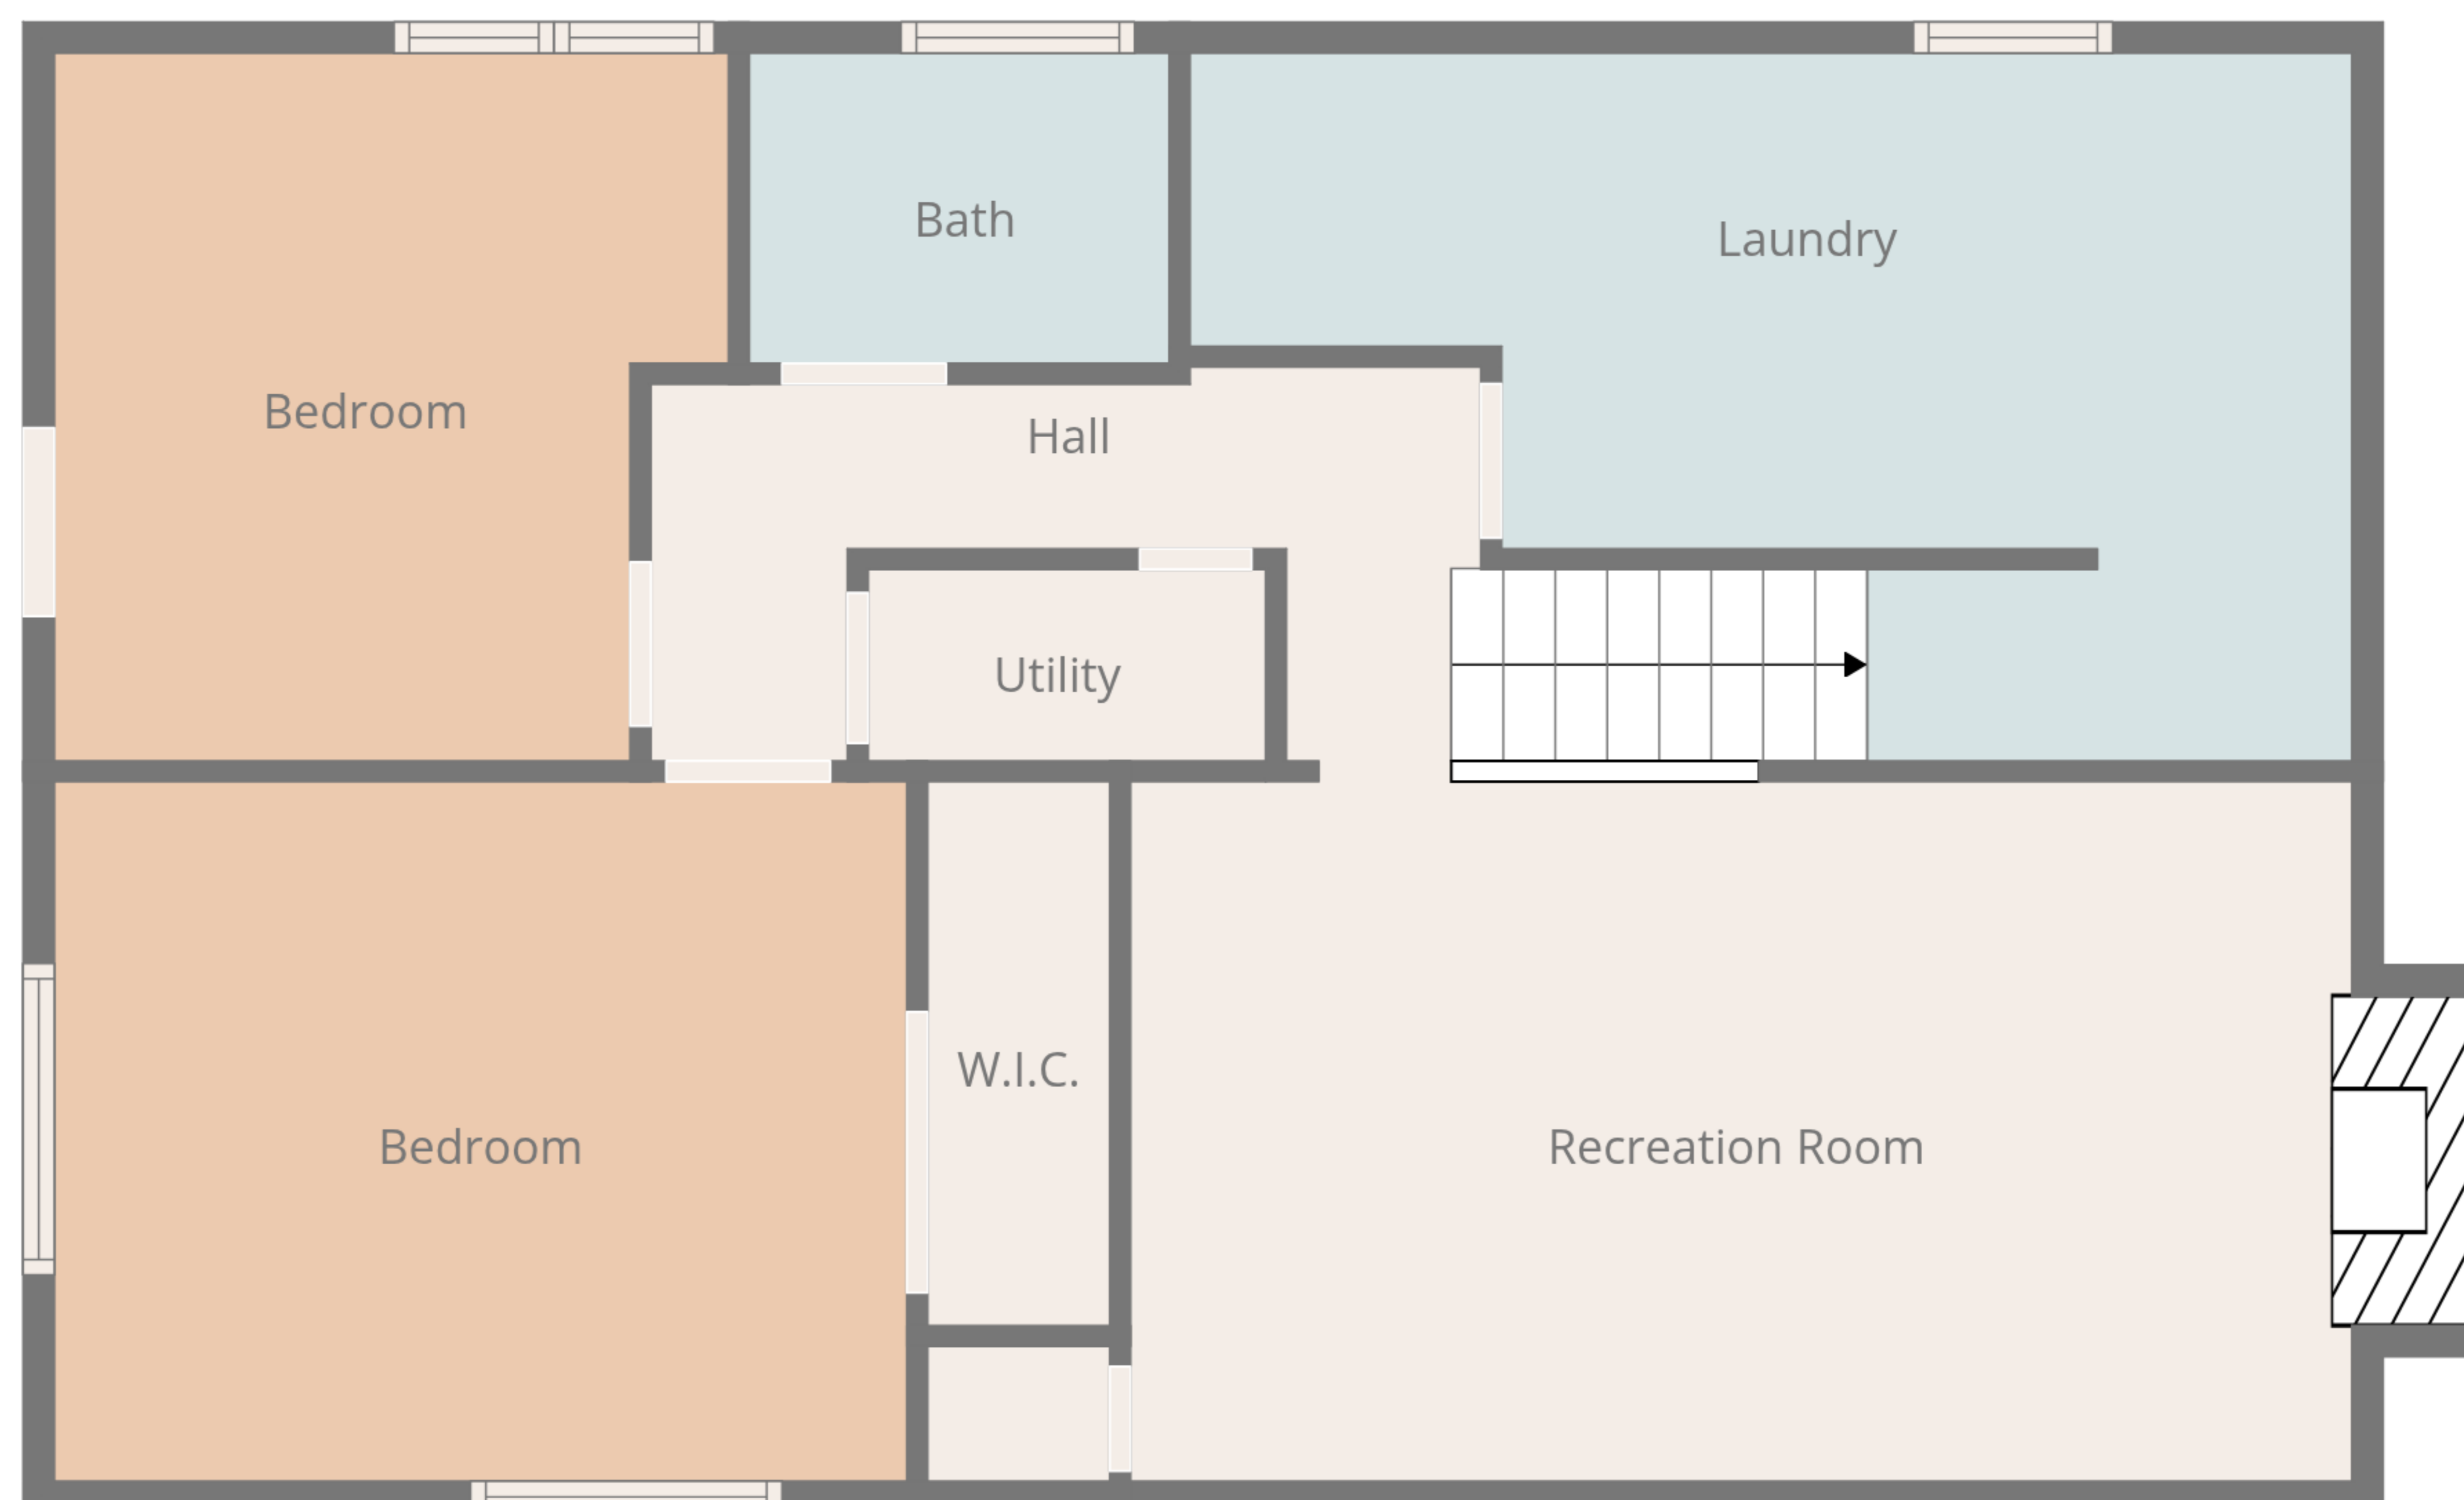 Bath
Laundry
Bedroom
Hall
Utility
W.I.C.
Bedroom
Recreation Room